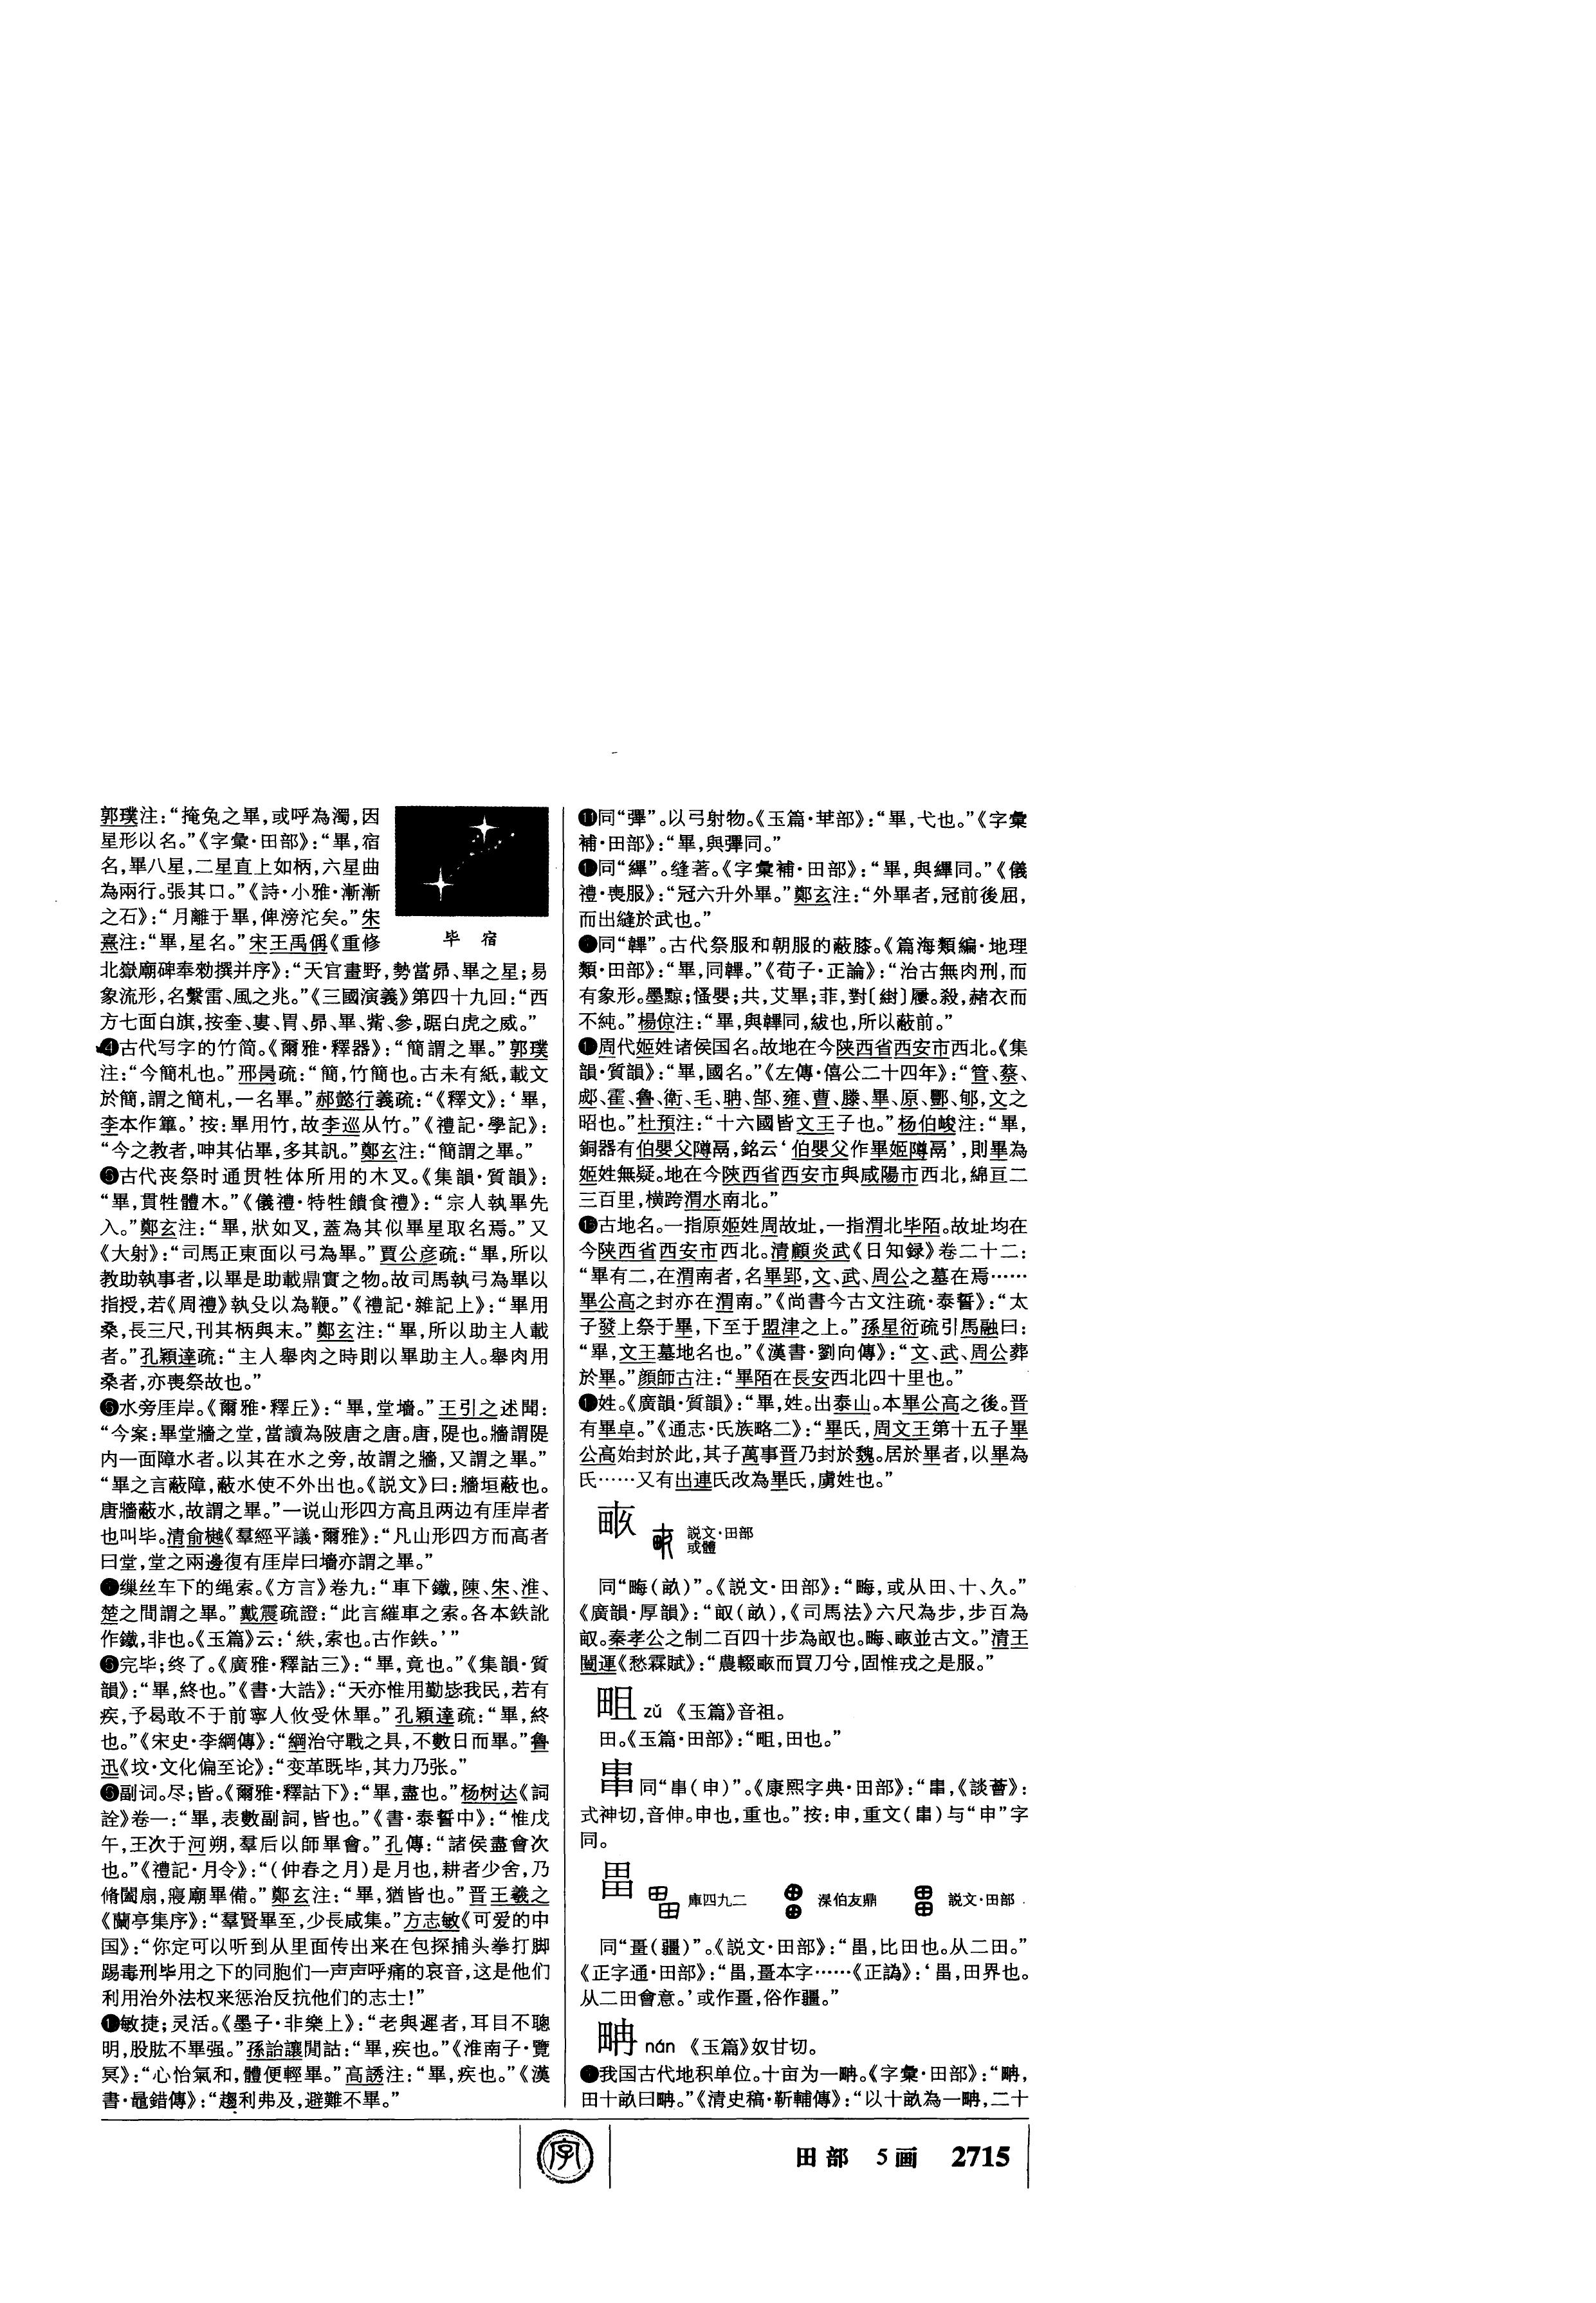 郭璞注：“掩兔之畢，或呼為濁，因
星形以名。”《字彙·田部》：“畢，宿
名，畢八星，二星直上如柄，六星曲
為兩行。張其口。”《詩·小雅·漸漸
之石》：“月離于畢，俾滂沱矣。”朱
熹注：“畢，星名。”宋王禹偁《重修
毕 宿
北嶽廟碑奉勑撰并序》：“天官畫野，勢當昴、畢之星；易
象流形，名繫雷、風之兆。”《三國演義》第四十九回：“西
方七面白旗，按奎、婁、胃、昴、畢、觜、參，踞白虎之威。”
❹古代写字的竹简。《爾雅·釋器》：“簡謂之畢。”郭璞
注：“今簡札也。”邢昺疏：“簡，竹簡也。古未有紙，載文
於簡，謂之簡札，一名畢。”郝懿行義疏：“《釋文》：‘畢，
李本作篳。’按：畢用竹，故李巡从竹。”《禮記·學記》：
“今之教者，呻其佔畢，多其訊。”鄭玄注：“簡謂之畢。”
❺古代丧祭时通贯牲体所用的木叉。《集韻·質韻》：
“畢，貫牲體木。”《儀禮·特牲饋食禮》：“宗人執畢先
入。”鄭玄注：“畢，狀如叉，蓋為其似畢星取名焉。”又
《大射》：“司馬正東面以弓為畢。”賈公彦疏：“畢，所以
教助執事者，以畢是助載鼎實之物。故司馬執弓為畢以
指授，若《周禮》執殳以為鞭。”《禮記·雜記上》：“畢用
桑，長三尺，刊其柄與末。”鄭玄注：“畢，所以助主人載
者。”孔穎達疏：“主人舉肉之時則以畢助主人。舉肉用
桑者，亦喪祭故也。”
❻水旁厓岸。《爾雅·釋丘》：“畢，堂墻。”王引之述聞：
“今案：畢堂牆之堂，當讀為陂唐之唐。唐，隄也。牆謂隄
内一面障水者。以其在水之旁，故謂之牆，又謂之畢。”
“畢之言蔽障，蔽水使不外出也。《説文》曰：牆垣蔽也。
唐牆蔽水，故謂之畢。”一说山形四方高且两边有厓岸者
也叫毕。清俞樾《羣經平議·爾雅》：“凡山形四方而高者
曰堂，堂之兩邊復有厓岸曰墻亦謂之畢。”
❼缫丝车下的绳索。《方言》卷九：“車下鐵，陳、宋、淮、
楚之間謂之畢。”戴震疏證：“此言繀車之索。各本鉄訛
作鐵，非也。《玉篇》云：‘紩，索也。古作鉄。’”
❽完毕；终了。《廣雅·釋詁三》：“畢，竟也。”《集韻·質
韻》：“畢，終也。”《書·大誥》：“天亦惟用勤毖我民，若有
疾，予曷敢不于前寧人攸受休畢。”孔穎達疏：“畢，終
也。”《宋史·李綱傳》：“綱治守戰之具，不數日而畢。”魯
迅《坟·文化偏至论》：“变革既毕，其力乃张。”
❾副词。尽；皆。《爾雅·釋詁下》：“畢，盡也。”杨树达《詞
詮》卷一：“畢，表數副詞，皆也。”《書·泰誓中》：“惟戊
午，王次于河朔，羣后以師畢會。”孔傳：“諸侯盡會次
也。”《禮記·月令》：“（仲春之月）是月也，耕者少舍，乃
脩闔扇，寢廟畢備。”鄭玄注：“畢，猶皆也。”晋王羲之
《蘭亭集序》：“羣賢畢至，少長咸集。”方志敏《可爱的中
国》：“你定可以听到从里面传出来在包探捕头拳打脚
踢毒刑毕用之下的同胞们一声声呼痛的哀音，这是他们
利用治外法权来惩治反抗他们的志士！”
❿敏捷；灵活。《墨子·非樂上》：“老與遲者，耳目不聰
明，股肱不畢强。”孫詒讓閒詁：“畢，疾也。”《淮南子·覽
冥》：“心怡氣和，體便輕畢。”高誘注：“畢，疾也。”《漢
書·鼂錯傳》：“趨利弗及，避難不畢。”
⓫同“彃”。以弓射物。《玉篇·𠦒部》：“畢，弋也。”《字彙
補·田部》：“畢，與彃同。”
⓬同“縪”。缝著。《字彙補·田部》：“畢，與縪同。”《儀
禮·喪服》：“冠六升外畢。”鄭玄注：“外畢者，冠前後屈，
而出縫於武也。”
⓭同“韠”。古代祭服和朝服的蔽膝。《篇海類編·地理
類·田部》：“畢，同韠。”《荀子·正論》：“治古無肉刑，而
有象形。墨黥；慅嬰；共，艾畢；菲，對〔䋽〕屨。殺，赭衣而
不純。”楊倞注：“畢，與韠同，紱也，所以蔽前。”
⓮周代姬姓诸侯国名。故地在今陕西省西安市西北。《集
韻·質韻》：“畢，國名。”《左傳·僖公二十四年》：“管、蔡、
郕、霍、魯、衛、毛、聃、郜、雍、曹、滕、畢、原、酆、郇，文之
昭也。”杜預注：“十六國皆文王子也。”杨伯峻注：“畢，
銅器有伯嬰父䵼鬲，銘云‘伯嬰父作畢姬䵼鬲’，則畢為
姬姓無疑。地在今陝西省西安市與咸陽市西北，綿亘二
三百里，横跨渭水南北。”
⓯古地名。一指原姬姓周故址，一指渭北毕陌。故址均在
今陕西省西安市西北。清顧炎武《日知録》卷二十二：
“畢有二，在渭南者，名畢郢，文、武、周公之墓在焉……
畢公高之封亦在渭南。”《尚書今古文注疏·泰誓》：“太
子發上祭于畢，下至于盟津之上。”孫星衍疏引馬融曰：
“畢，文王墓地名也。”《漢書·劉向傳》：“文、武、周公葬
於畢。”顔師古注：“畢陌在長安西北四十里也。”
⓰姓。《廣韻·質韻》：“畢，姓。出泰山。本畢公高之後。晋
有畢卓。”《通志·氏族略二》：“畢氏，周文王第十五子畢
公高始封於此，其子萬事晋乃封於魏。居於畢者，以畢為
氏……又有出連氏改為畢氏，虜姓也。”
畞 説文·田部
或體
同“畮（畝）”。《説文·田部》：“畮，或从田、十、久。”
《廣韻·厚韻》：“畆（畝），《司馬法》六尺為步，步百為
畆。秦孝公之制二百四十步為畆也。畮、畞並古文。”清王
闓運《愁霖賦》：“農輟畞而買刀兮，固惟戎之是服。”
𤱌 zǔ 《玉篇》音祖。
田。《玉篇·田部》：“𤱌，田也。”
𤱓 同“𢑚（申）”。《康熙字典·田部》：“𤱓，《談薈》：
式神切，音伸。申也，重也。”按：申，重文（𢑚）与“申”字
同。
畕 庫四九二 深伯友鼎 説文·田部
同“畺（疆）”。《説文·田部》：“畕，比田也。从二田。”
《正字通·田部》：“畕，畺本字……《正譌》：‘畕，田界也。
从二田會意。’或作畺，俗作疆。”
㽖 nán 《玉篇》奴甘切。
❶我国古代地积单位。十亩为一㽖。《字彙·田部》：“㽖，
田十畝曰㽖。”《清史稿·靳輔傳》：“以十畝為一㽖，二十
字
田部 5画 2715